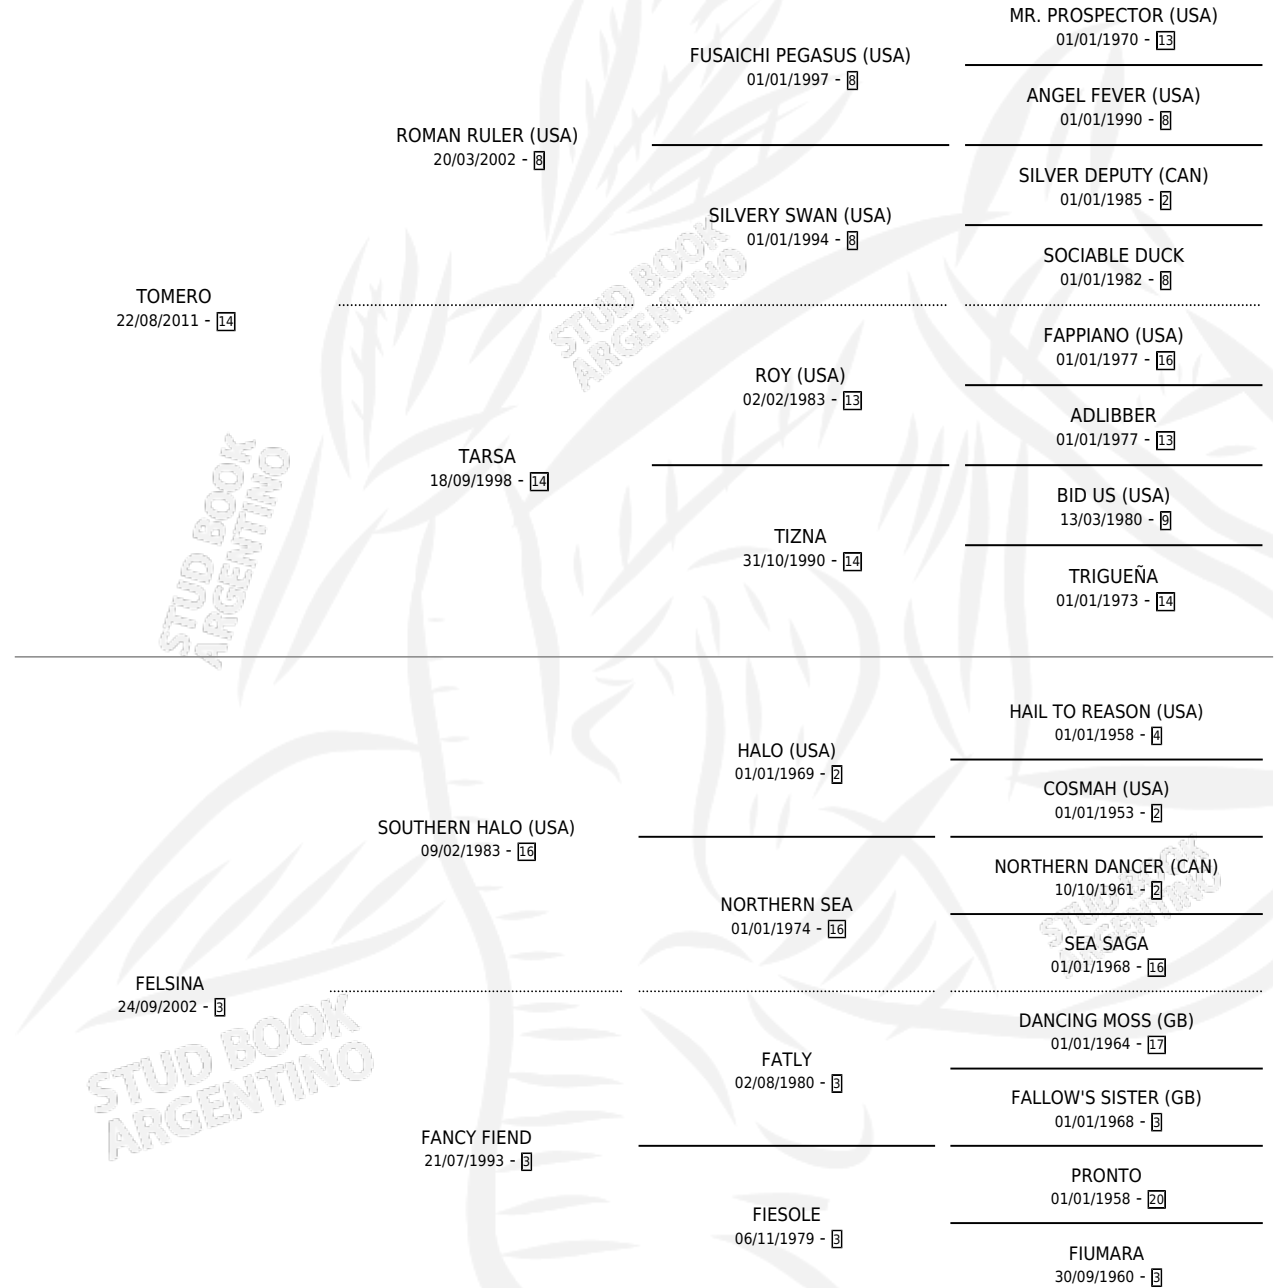 MR. PROSPECTOR (USA)
01/01/1970 - 13
FUSAICHI PEGASUS (USA)
01/01/1997 - 8
ANGEL FEVER (USA)
01/01/1990 - 8
ROMAN RULER (USA)
20/03/2002 - 8
SILVER DEPUTY (CAN)
01/01/1985 - 2
SILVERY SWAN (USA)
01/01/1994 - 8
SOCIABLE DUCK
01/01/1982 - 8
STUD BOOK
ARGENTINO
TOMERO
22/08/2011 - 14
FAPPIANO (USA)
01/01/1977 - 16
ROY (USA)
02/02/1983 - 13
ADLIBBER
01/01/1977 - 13
TARSA
18/09/1998 - 14
BID US (USA)
13/03/1980 - 9
TIZNA
31/10/1990 - 14
TRIGUEÑA
01/01/1973 - 14
STUD BOOK
ARGENTINO
HAIL TO REASON (USA)
01/01/1958 - 4
HALO (USA)
01/01/1969 - 2
COSMAH (USA)
01/01/1953 - 2
SOUTHERN HALO (USA)
09/02/1983 - 16
NORTHERN DANCER (CAN)
10/10/1961 - 2
NORTHERN SEA
01/01/1974 - 16
SEA SAGA
01/01/1968 - 16
STUD BOOK
ARGENTINO
FELSINA
24/09/2002 - 3
DANCING MOSS (GB)
01/01/1964 - 17
FATLY
02/08/1980 - 3
FALLOW'S SISTER (GB)
01/01/1968 - 3
STUD BOOK
ARGENTINO
FANCY FIEND
21/07/1993 - 3
PRONTO
01/01/1958 - 20
FIESOLE
06/11/1979 - 3
FIUMARA
30/09/1960 - 3